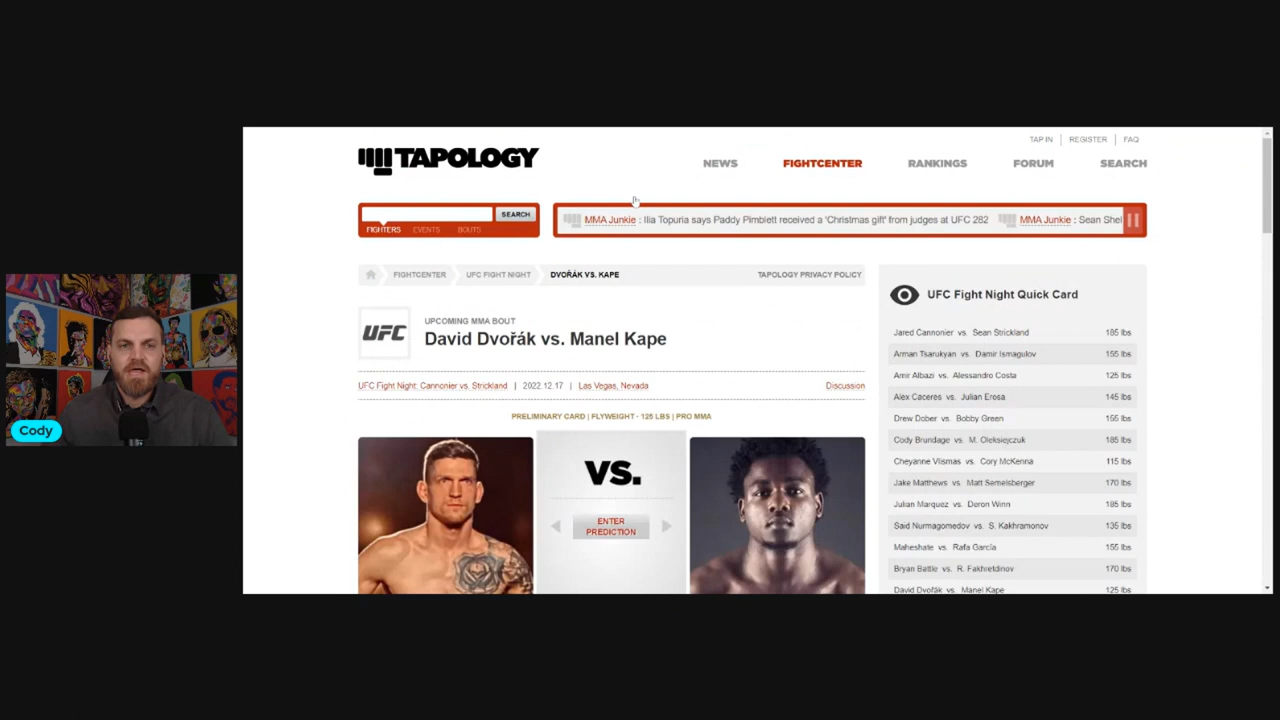 TAP IN
REGISTER
FAQ
TAPOLOGY
NEWS
FIGHTCENTER
RANKINGS
FORUM
SEARCH
SEARCH
FIGHTERS
EVENTS
BOUTS
MMA Junkie : Ilia Topuria says Paddy Pimblett received a 'Christmas gift' from judges at UFC 282
MMA Junkie : Sean Shel
FIGHTCENTER
UFC FIGHT NIGHT
DVOŘÁK VS. KAPE
TAPOLOGY PRIVACY POLICY
UFC
UPCOMING MMA BOUT
David Dvořák vs. Manel Kape
UFC Fight Night: Cannonier vs. Strickland | 2022.12.17 | Las Vegas, Nevada
Discussion
PRELIMINARY CARD | FLYWEIGHT · 125 LBS | PRO MMA
VS.
ENTER
PREDICTION
UFC Fight Night Quick Card
Jared Cannonier vs. Sean Strickland 185 lbs
Arman Tsarukyan vs. Damir Ismagulov 155 lbs
Amir Albazi vs. Alessandro Costa 125 lbs
Alex Caceres vs. Julian Erosa 145 lbs
Drew Dober vs. Bobby Green 155 lbs
Cody Brundage vs. M. Oleksiejczuk 185 lbs
Cheyanne Vlismas vs. Cory McKenna 115 lbs
Jake Matthews vs. Matt Semelsberger 170 lbs
Julian Marquez vs. Deron Winn 185 lbs
Said Nurmagomedov vs. S. Kakhramonov 135 lbs
Maheshate vs. Rafa García 155 lbs
Bryan Battle vs. R. Fakhretdinov 170 lbs
David Dvořák vs. Manel Kape 125 lbs
Cody